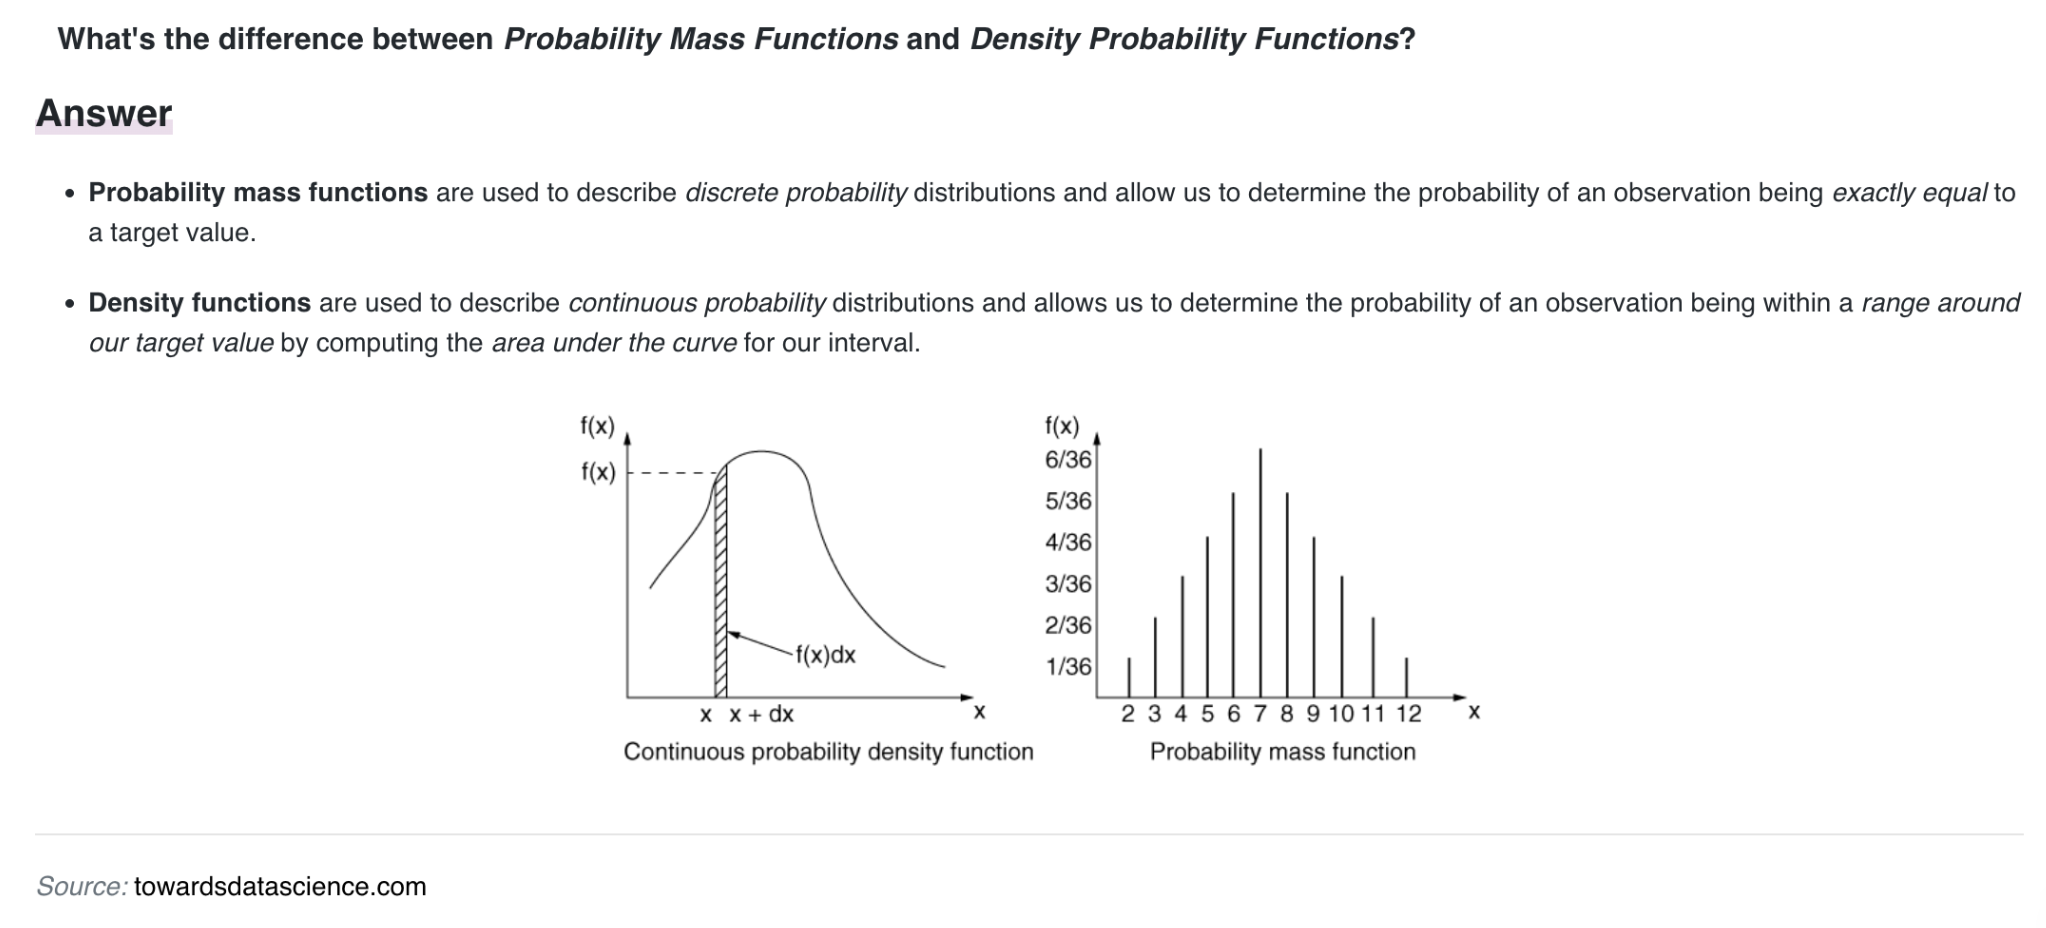 What's the difference between Probability Mass Functions and Density Probability Functions?
Answer
• Probability mass functions are used to describe discrete probability distributions and allow us to determine the probability of an observation being exactly equal to
a target value.
• Density functions are used to describe continuous probability distributions and allows us to determine the probability of an observation being within a range around
our target value by computing the area under the curve for our interval.
f(x)
f(x)
f(x)dx
x x + dx
x
Continuous probability density function
f(x)
6/36
5/36
4/36
3/36
2/36
1/36
2 3 4 5 6 7 8 9 10 11 12
x
Probability mass function
Source: towardsdatascience.com